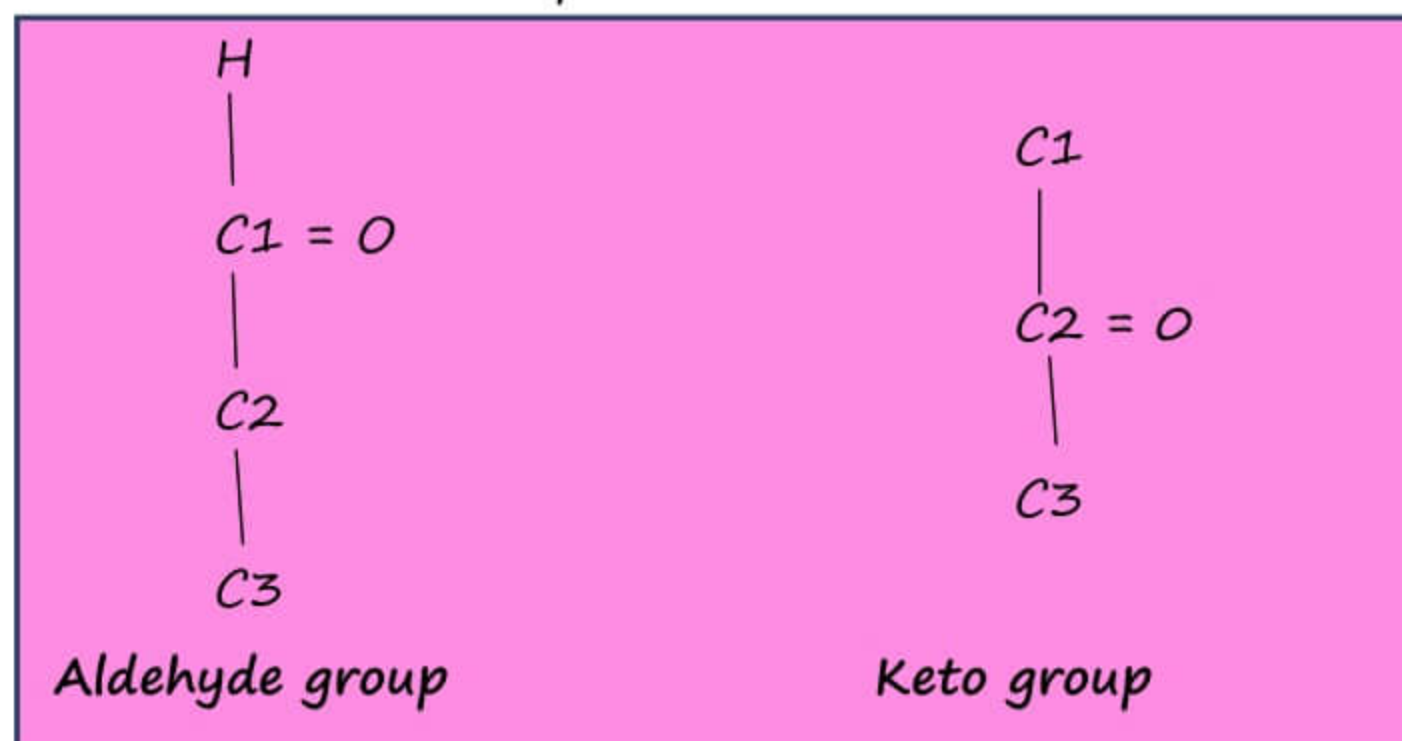 H
C1 = O
C2
C3
Aldehyde group
C1
C2 = O
C3
Keto group